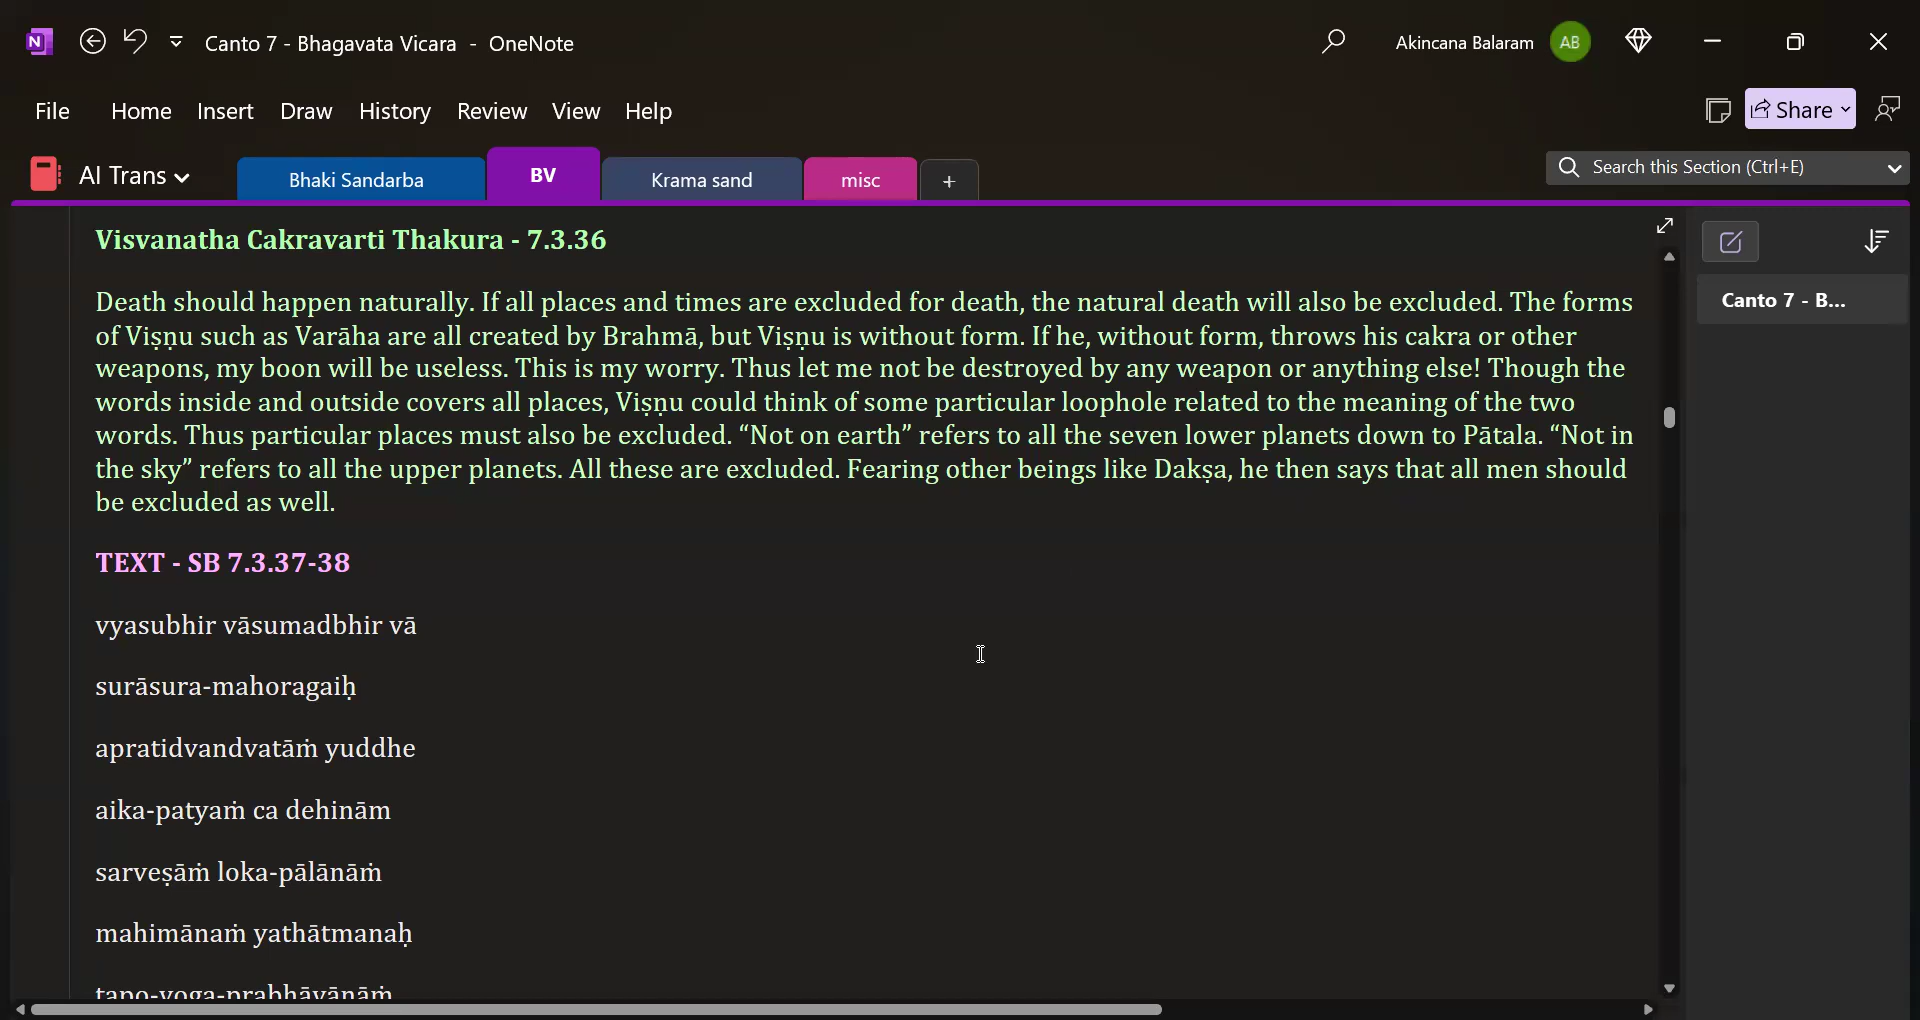 Canto 7 - Bhagavata Vicara - OneNote
Akincana Balaram
AB
File
Home
Insert
Draw
History
Review
View
Help
Share
AI Trans
Bhaki Sandarba
BV
Krama sand
misc
+
Search this Section (Ctrl+E)
Canto 7 - B...
Visvanatha Cakravarti Thakura - 7.3.36
Death should happen naturally. If all places and times are excluded for death, the natural death will also be excluded. The forms
of Viṣṇu such as Varāha are all created by Brahmā, but Viṣṇu is without form. If he, without form, throws his cakra or other
weapons, my boon will be useless. This is my worry. Thus let me not be destroyed by any weapon or anything else! Though the
words inside and outside covers all places, Viṣṇu could think of some particular loophole related to the meaning of the two
words. Thus particular places must also be excluded. “Not on earth” refers to all the seven lower planets down to Pātala. “Not in
the sky” refers to all the upper planets. All these are excluded. Fearing other beings like Dakṣa, he then says that all men should
be excluded as well.
TEXT - SB 7.3.37-38
vyasubhir vāsumadbhir vā
surāsura-mahoragaiḥ
apratidvandvatāṁ yuddhe
aika-patyaṁ ca dehinām
sarveṣāṁ loka-pālānāṁ
mahimānaṁ yathātmanaḥ
tapo-yoga-prabhāvāṇāṁ